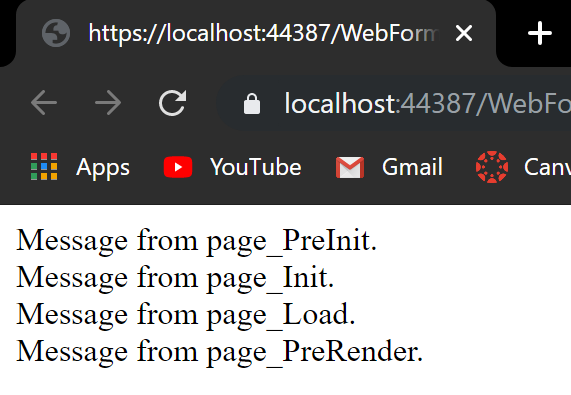 https://localhost:44387/WebForm
localhost:44387/WebFo
Apps YouTube Gmail Canv
Message from page_PreInit.
Message from page_Init.
Message from page_Load.
Message from page_PreRender.